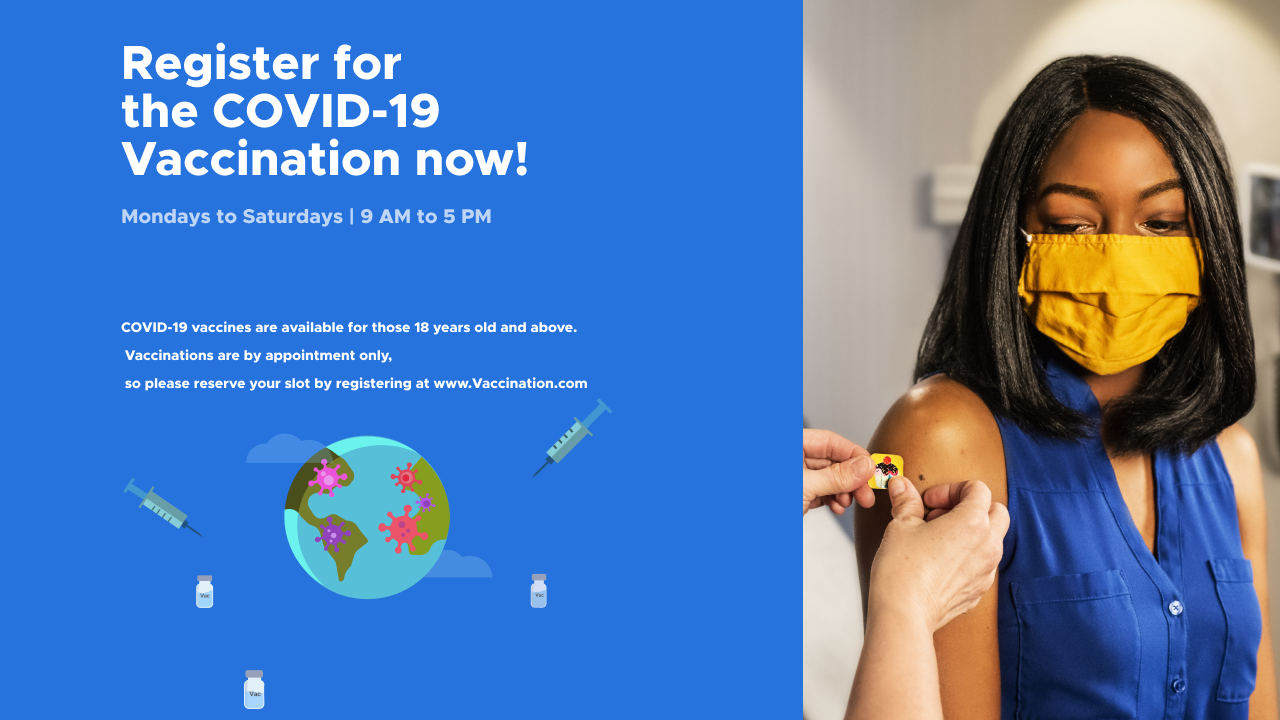 Register for
the COVID-19
Vaccination now!
Mondays to Saturdays | 9 AM to 5 PM
COVID-19 vaccines are available for those 18 years old and above.
Vaccinations are by appointment only,
so please reserve your slot by registering at www.Vaccination.com
Vac
Vac
Vac